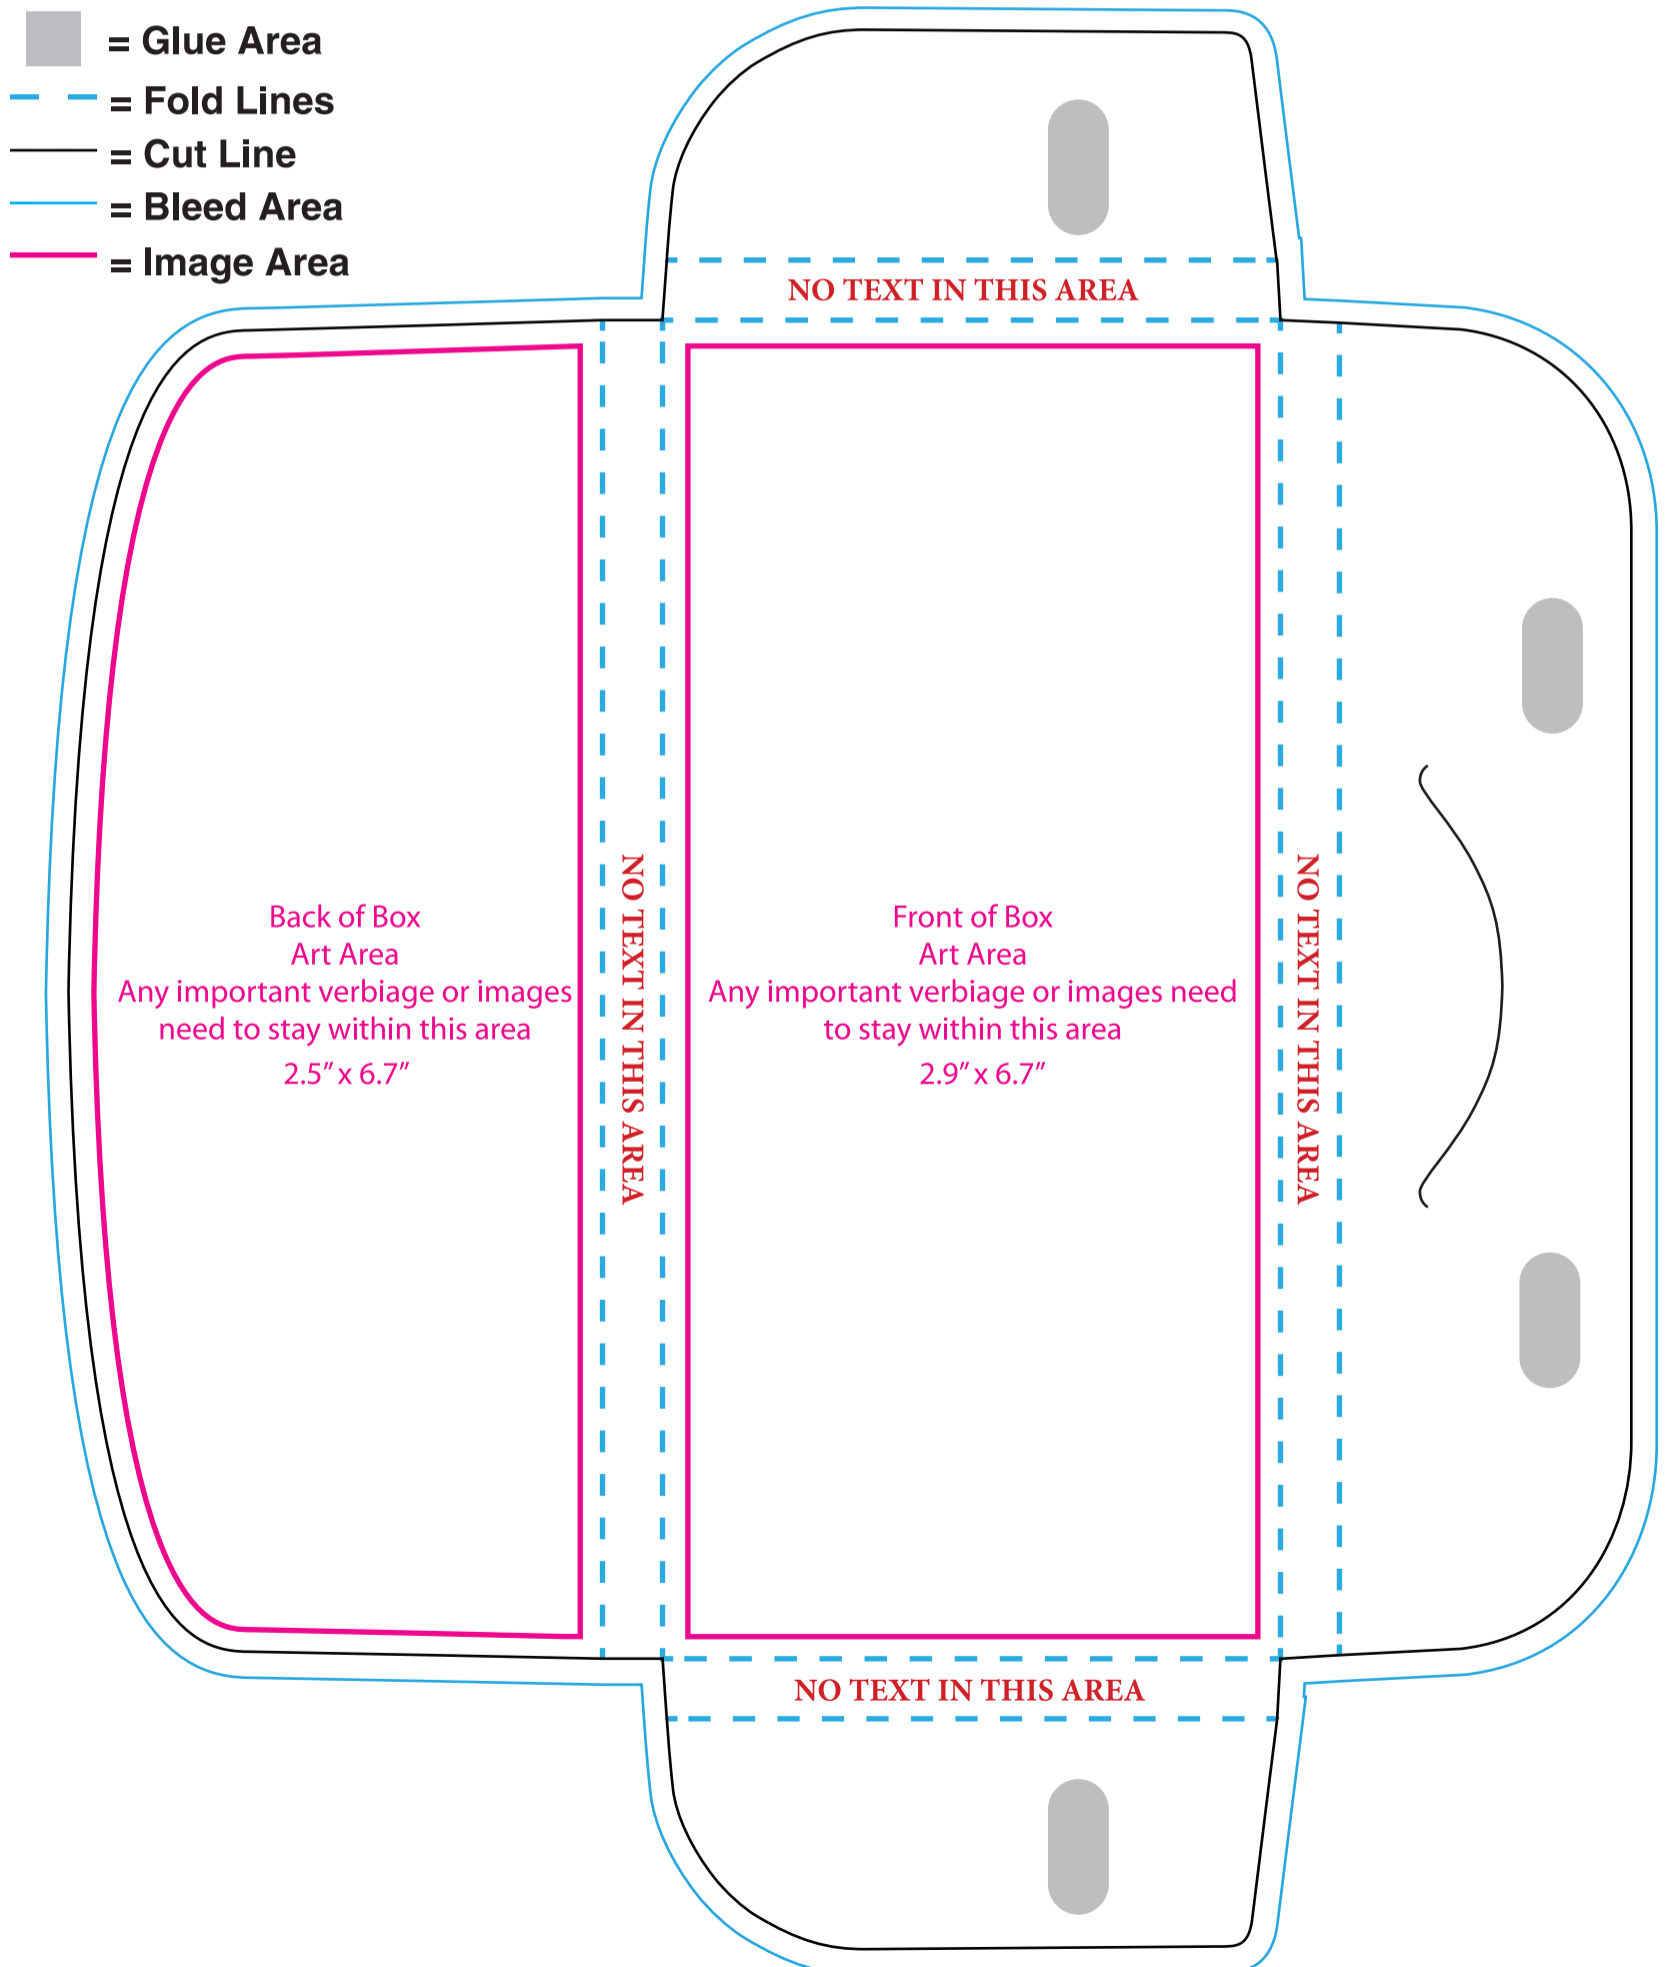 = Glue Area
= Fold Lines
= Cut Line
= Bleed Area
= Image Area
NO TEXT IN THIS AREA
Back of Box
Art Area
Any important verbiage or images
need to stay within this area
2.5” x 6.7”
NO TEXT IN THIS AREA
Front of Box
Art Area
Any important verbiage or images need
to stay within this area
2.9” x 6.7”
NO TEXT IN THIS AREA
NO TEXT IN THIS AREA